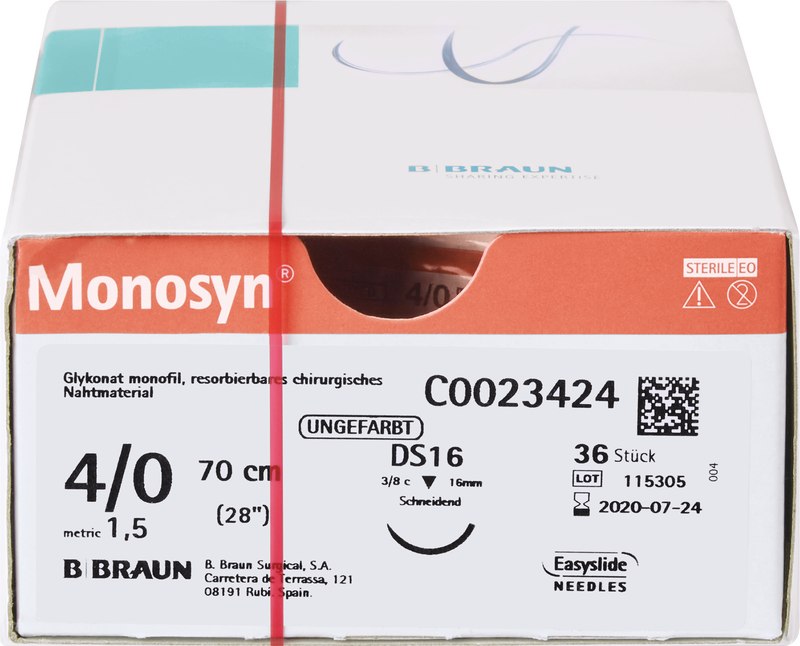 B|BRAUN
SHARING EXPERTISE
Monosyn®
4/0
STERILE EO
2
Glykonat monofil, resorbierbares chirurgisches
Nahtmaterial
C0023424
UNGEFARBT
4/0
70 cm
(28")
metric 1,5
DS16
3/8 c
16mm
Schneidend
36 Stück
LOT 115305
2020-07-24
004
B|BRAUN
B. Braun Surgical, S.A.
Carretera de Terrassa, 121
08191 Rubi, Spain.
Easyslide
NEEDLES